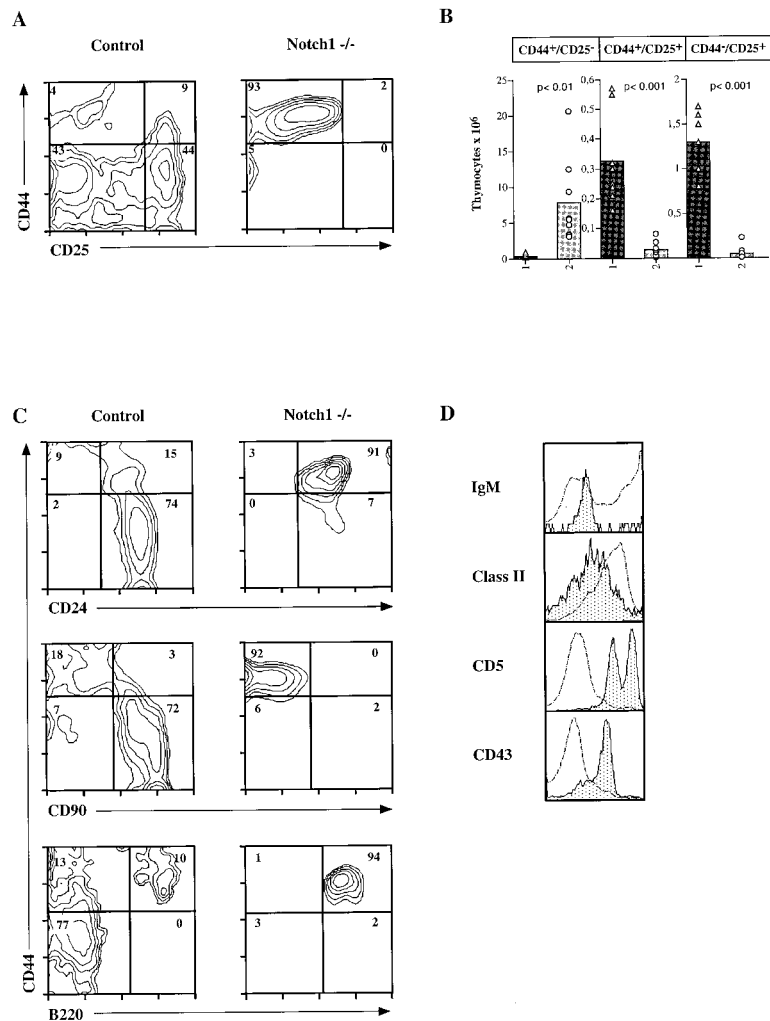 A
Control
Notch1 -/-
4
9
43
44
93
2
5
0
CD44
CD25
B
CD44+/CD25-
CD44+/CD25+
CD44-/CD25+
p< 0.01
p< 0.001
p< 0.001
Thymocytes x 10^6
25
20
15
10
5
0
0,6
0,5
0,4
0,3
0,2
0,1
2
1,5
1
0,5
1
2
1
2
1
2
C
Control
Notch1 -/-
9
15
2
74
3
91
0
7
CD24
18
3
7
72
92
0
6
2
CD90
13
10
77
0
1
94
3
2
CD44
B220
D
IgM
Class II
CD5
CD43